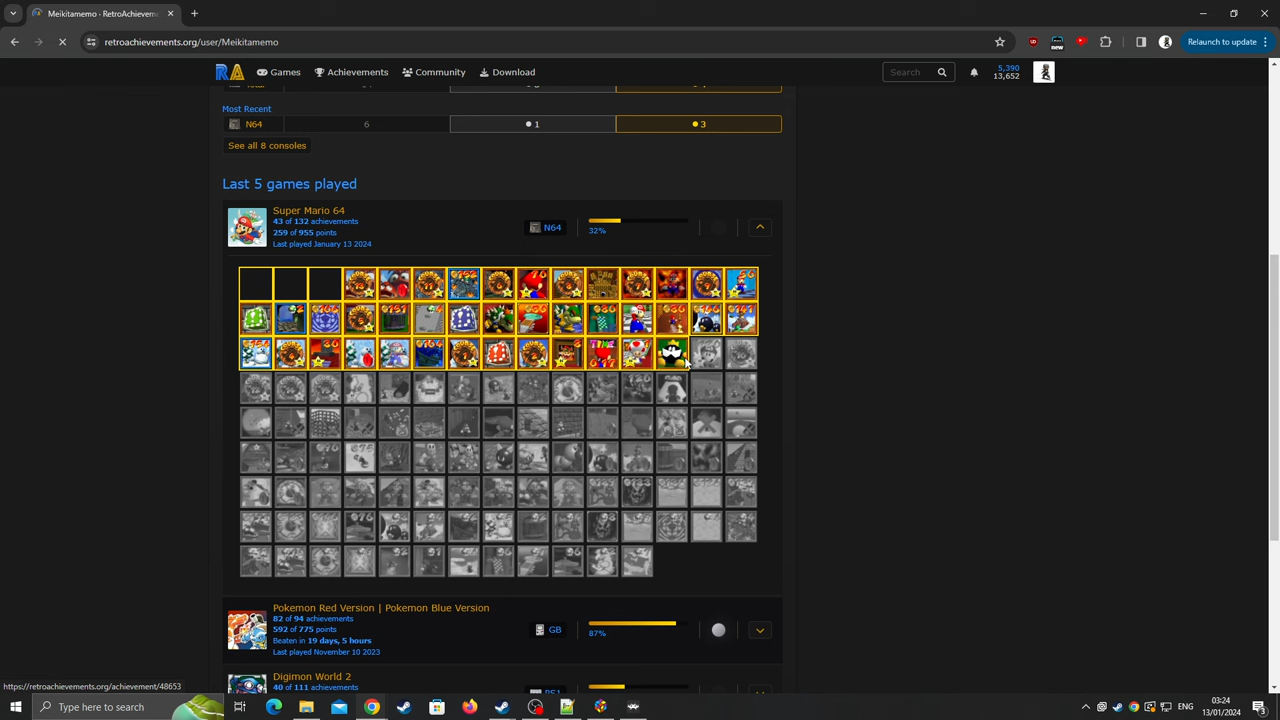 Meikitamemo - RetroAchievem
retroachievements.org/user/Meikitamemo
new
Relaunch to update
RA
Games
Achievements
Community
Download
Search
5,390
13,652
Most Recent
N64
6
1
3
See all 8 consoles
Last 5 games played
Super Mario 64
43 of 132 achievements
259 of 955 points
Last played January 13 2024
N64
32%
Pokemon Red Version | Pokemon Blue Version
82 of 94 achievements
592 of 775 points
Beaten in 19 days, 5 hours
Last played November 10 2023
GB
87%
Digimon World 2
40 of 111 achievements
PS1
https://retroachievements.org/achievement/48653
Type here to search
ENG
03:24
13/01/2024